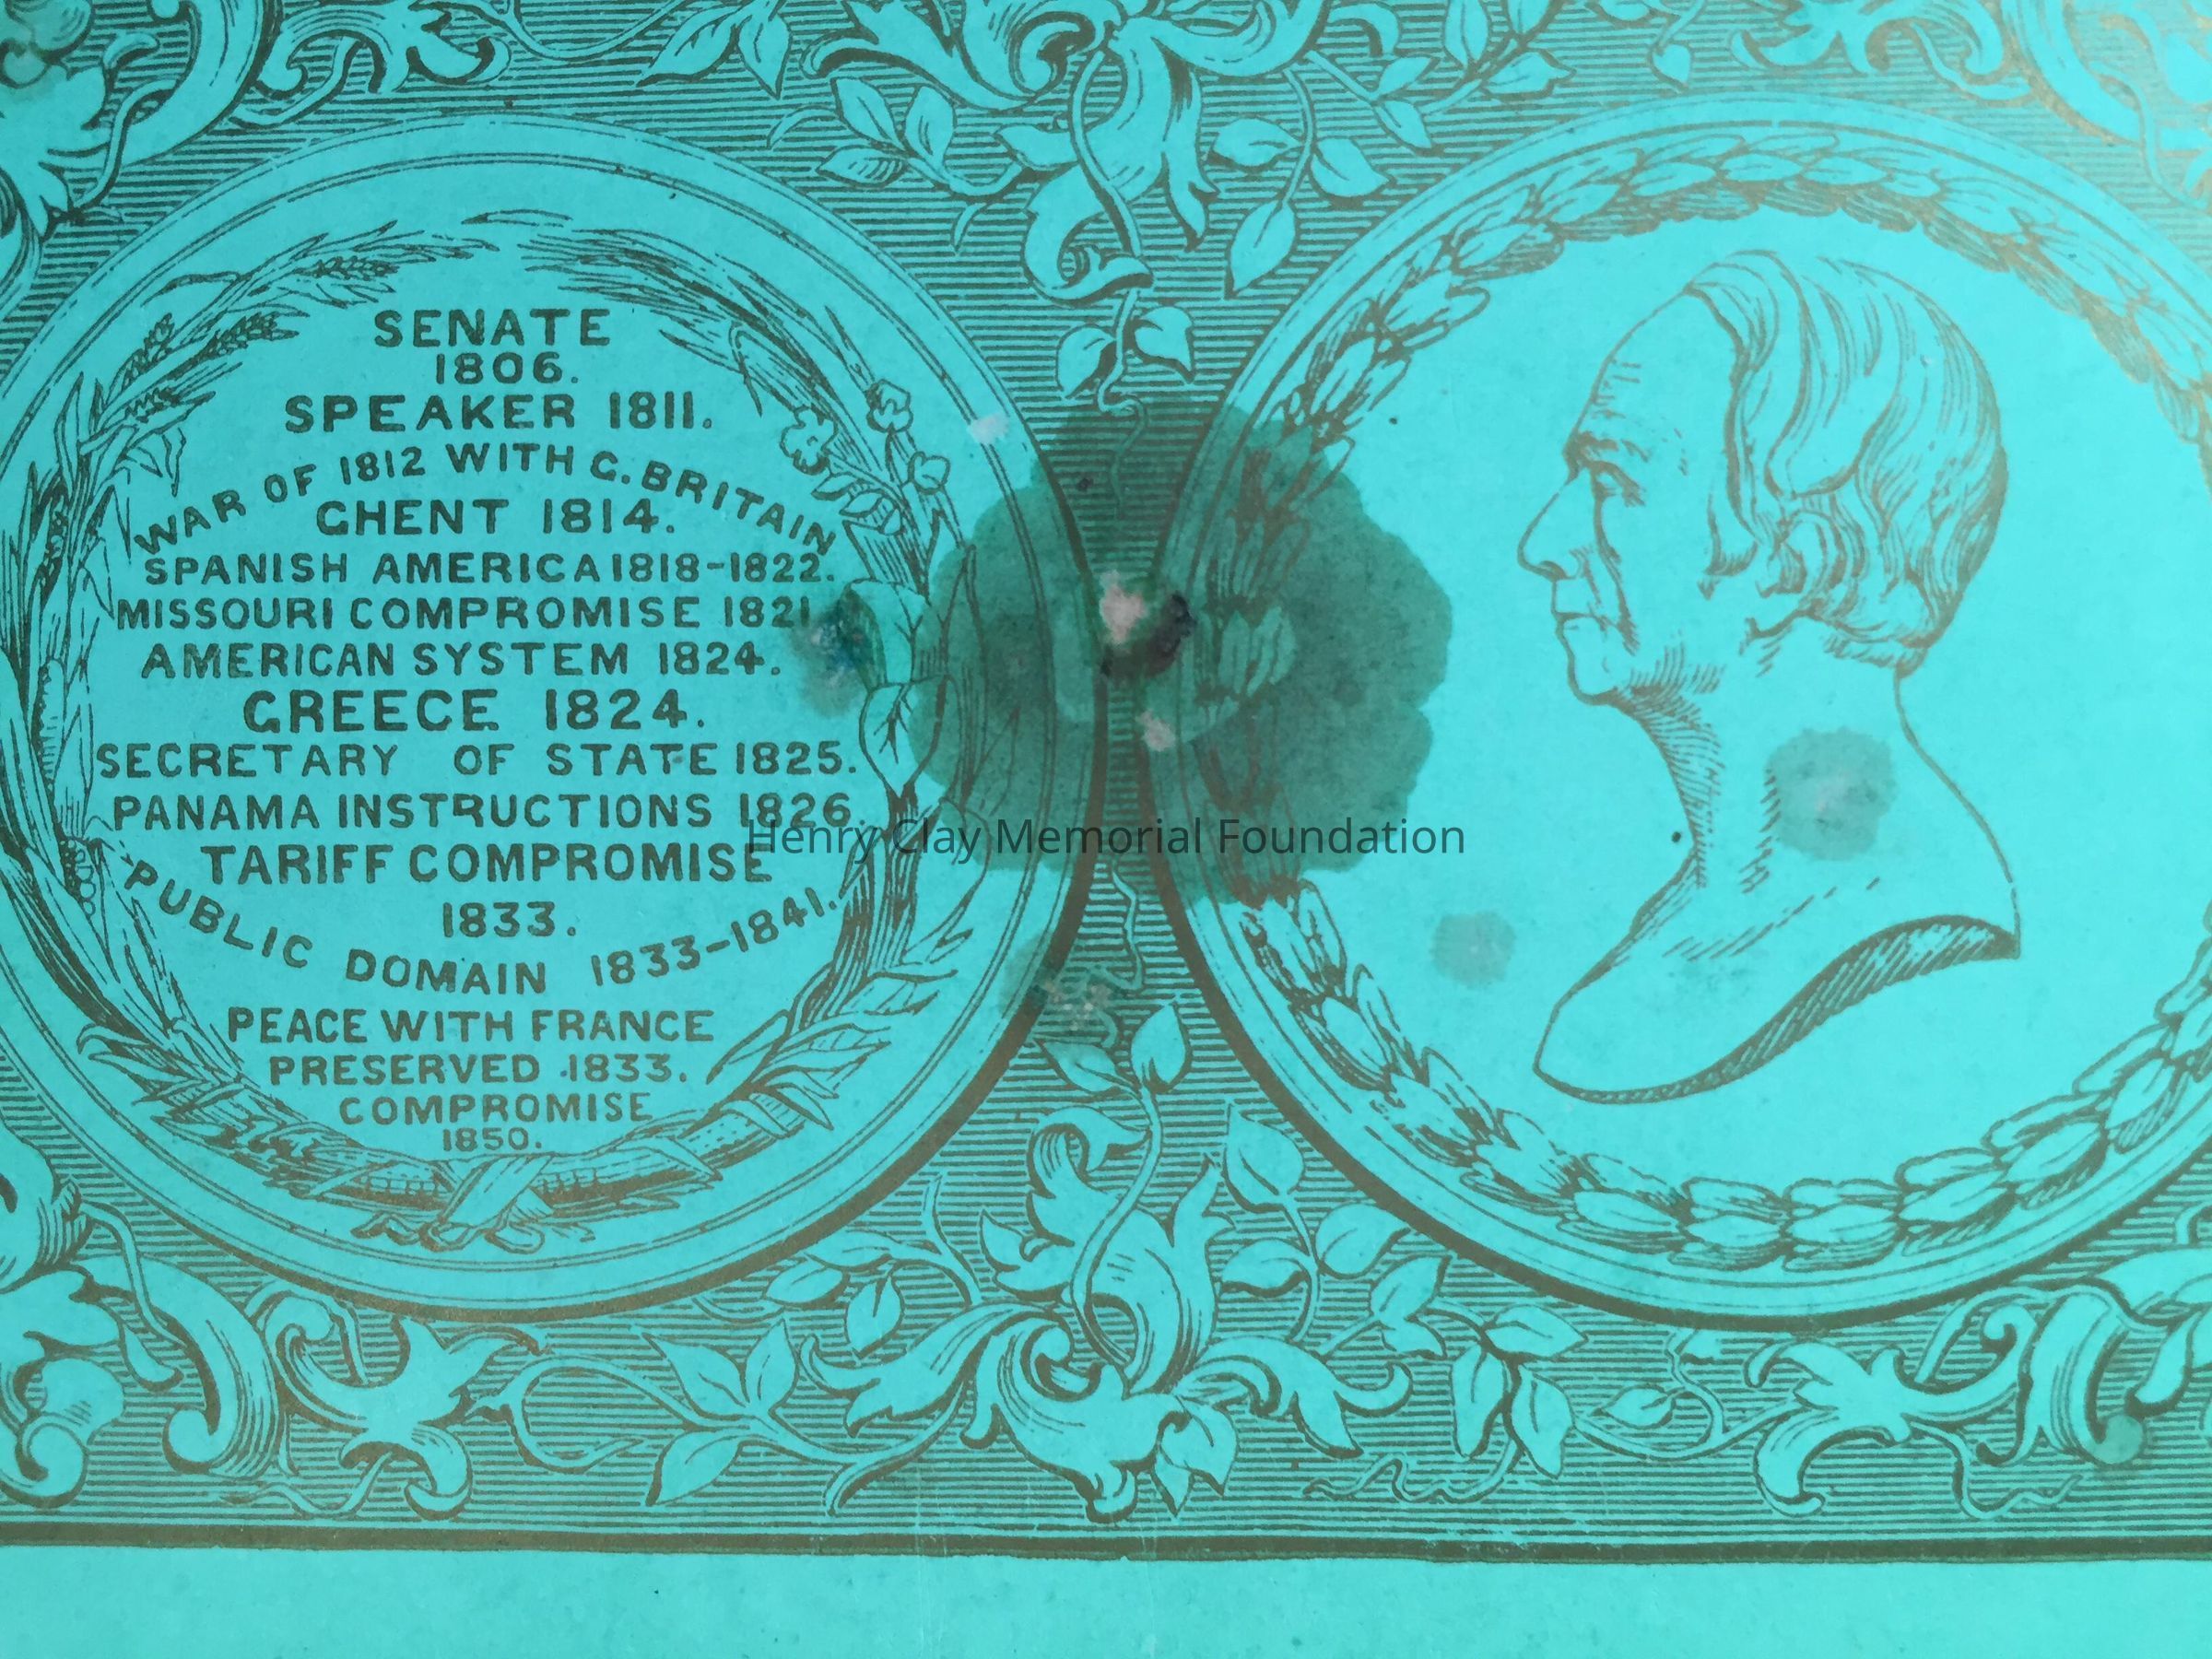 SENATE
1806.
SPEAKER 1811.
WAR OF 1812 WITH G. BRITAIN
GHENT 1814.
SPANISH AMERICA 1818-1822.
MISSOURI COMPROMISE 1821
AMERICAN SYSTEM 1824.
GREECE 1824.
SECRETARY OF STATE 1825.
PANAMA INSTRUCTIONS 1826
TARIFF COMPROMISE
1833.
PUBLIC DOMAIN 1833-1841.
PEACE WITH FRANCE
PRESERVED 1833.
COMPROMISE
1850.
Henry Clay Memorial Foundation